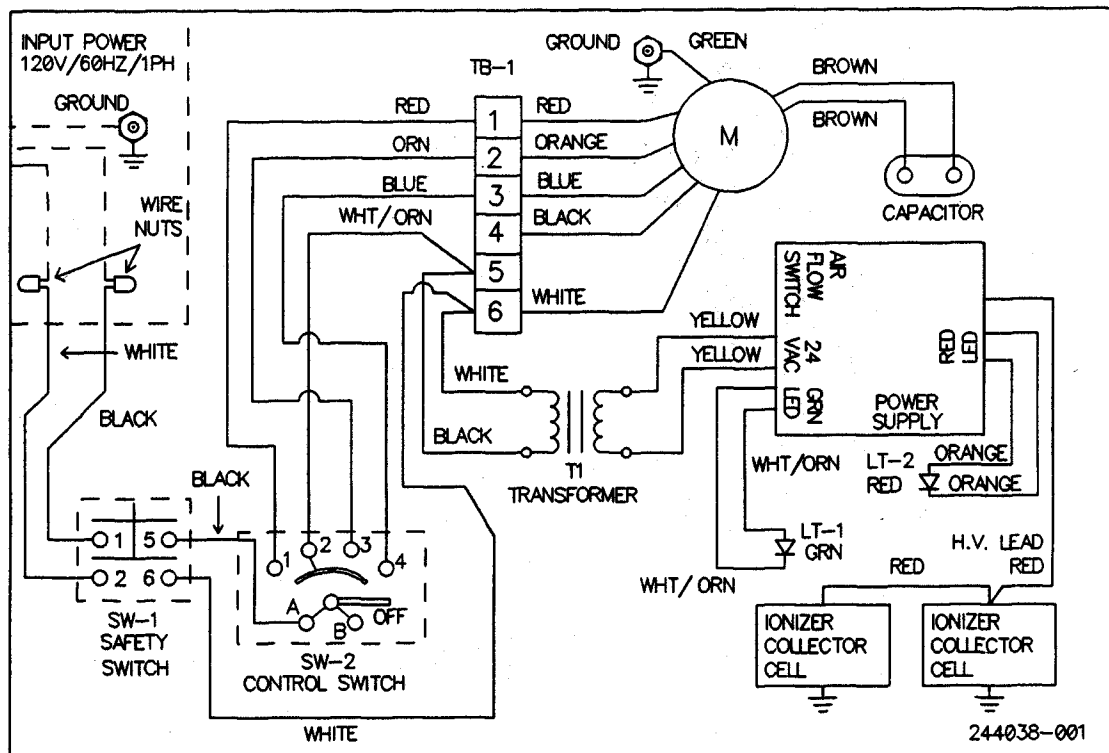 INPUT POWER
120V/60HZ/1PH
GROUND
WIRE
NUTS
WHITE
BLACK
BLACK
1 5
2 6
SW-1
SAFETY
SWITCH
TB-1
RED
ORN
BLUE
WHT/ORN
1
2
3
4
5
6
RED
ORANGE
BLUE
BLACK
WHITE
GROUND
GREEN
M
BROWN
BROWN
CAPACITOR
WHITE
BLACK
T1
TRANSFORMER
YELLOW
YELLOW
AIR
FLOW
SWITCH
24
VAC
GRN
LED
RED
LED
POWER
SUPPLY
WHT/ORN
WHT/ORN
LT-2
RED
ORANGE
ORANGE
LT-1
GRN
H.V. LEAD
RED
RED
IONIZER
COLLECTOR
CELL
IONIZER
COLLECTOR
CELL
1 2 3 4
A
B
OFF
SW-2
CONTROL SWITCH
WHITE
244038-001